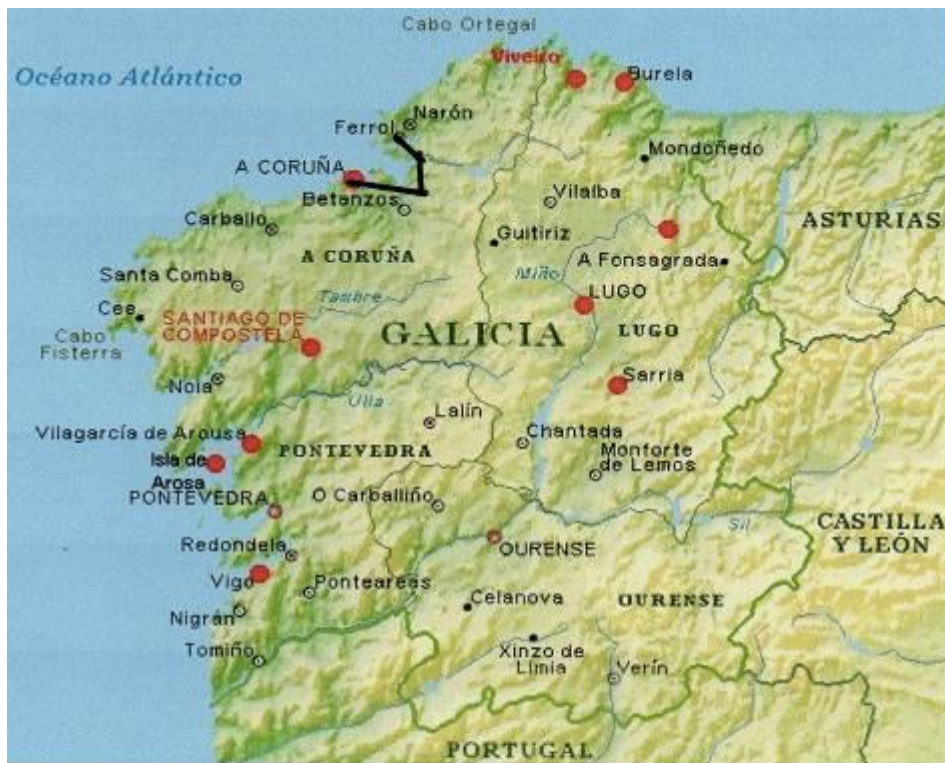 Cabo Ortegal
Viveiro
Océano Atlántico
Burela
Narón
Ferrol
Mondoñedo
A CORUÑA
Betanzos
Vilalba
Carballo
ASTURIAS
Guitiriz
A CORUÑA
A Fonsagrada
Santa Comba
Miño
Tambre
LUGO
Cee
SANTIAGO DE
COMPOSTELA
GALICIA
LUGO
Cabo
Fisterra
Sarria
Noia
Ulla
Lalín
Vilagarcía de Arousa
PONTEVEDRA
Chantada
Isla de
Arosa
Monforte
de Lemos
PONTEVEDRA
O Carballiño
Sil
CASTILLA
Y LEÓN
Redondela
OURENSE
Vigo
Ponteareas
Celanova
OURENSE
Nigrán
Tomiño
Xinzo de
Limia
Verín
PORTUGAL